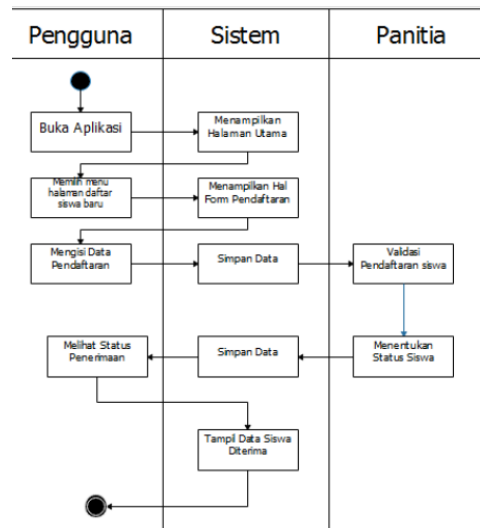 Pengguna
Sistem
Panitia
Buka Aplikasi
Menampilkan
Halaman Utama
Memilih menu
halaman daftar
siswa baru
Menampilkan Hal
Form Pendaftaran
Mengisi Data
Pendaftaran
Simpan Data
Validasi
Pendaftaran siswa
Melihat Status
Penerimaan
Simpan Data
Menentukan
Status Siswa
Tampil Data Siswa
Diterima